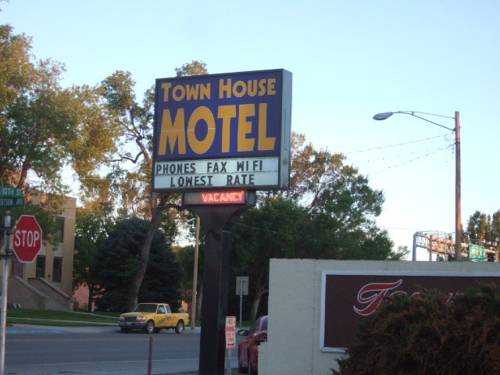 TOWN HOUSE
MOTEL
PHONES FAX WIFI
LOWEST RATE
VACANCY
STOP